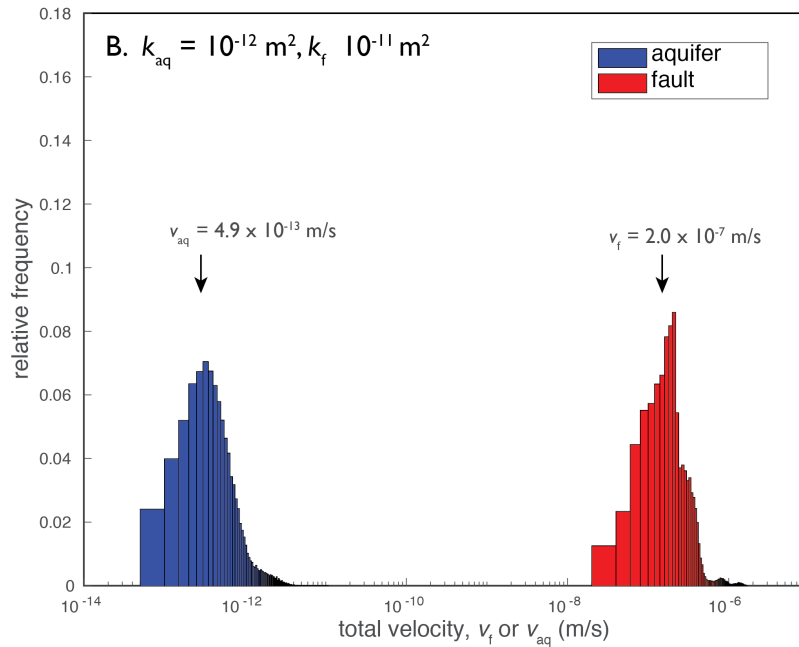 B. kaq = 10-12 m2, kf 10-11 m2
aquifer
fault
vaq = 4.9 x 10-13 m/s
vf = 2.0 x 10-7 m/s
relative frequency
0.18
0.16
0.14
0.12
0.1
0.08
0.06
0.04
0.02
0
10-14
10-12
10-10
10-8
10-6
total velocity, vf or vaq (m/s)